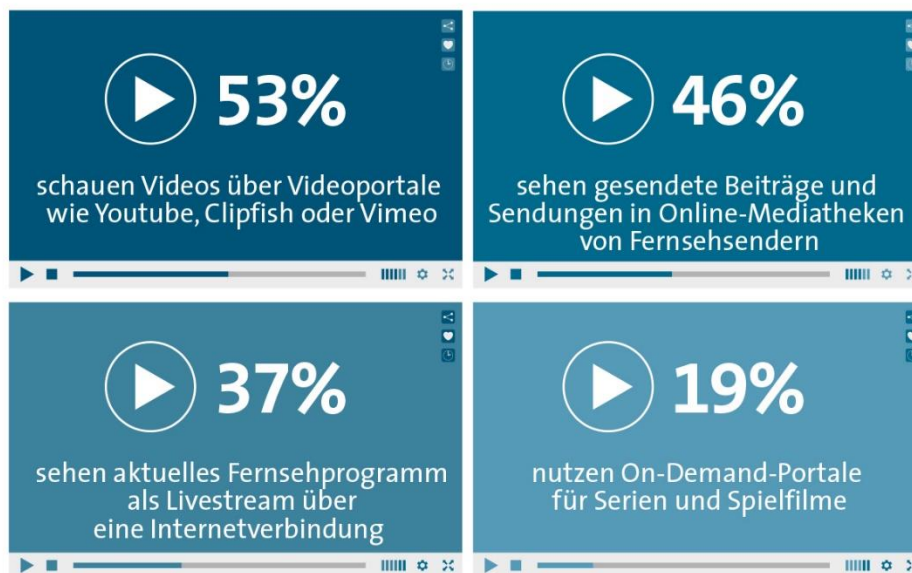 53%
schauen Videos über Videoportale
wie Youtube, Clipfish oder Vimeo
46%
sehen gesendete Beiträge und
Sendungen in Online-Mediatheken
von Fernsehsendern
37%
sehen aktuelles Fernsehprogramm
als Livestream über
eine Internetverbindung
19%
nutzen On-Demand-Portale
für Serien und Spielfilme